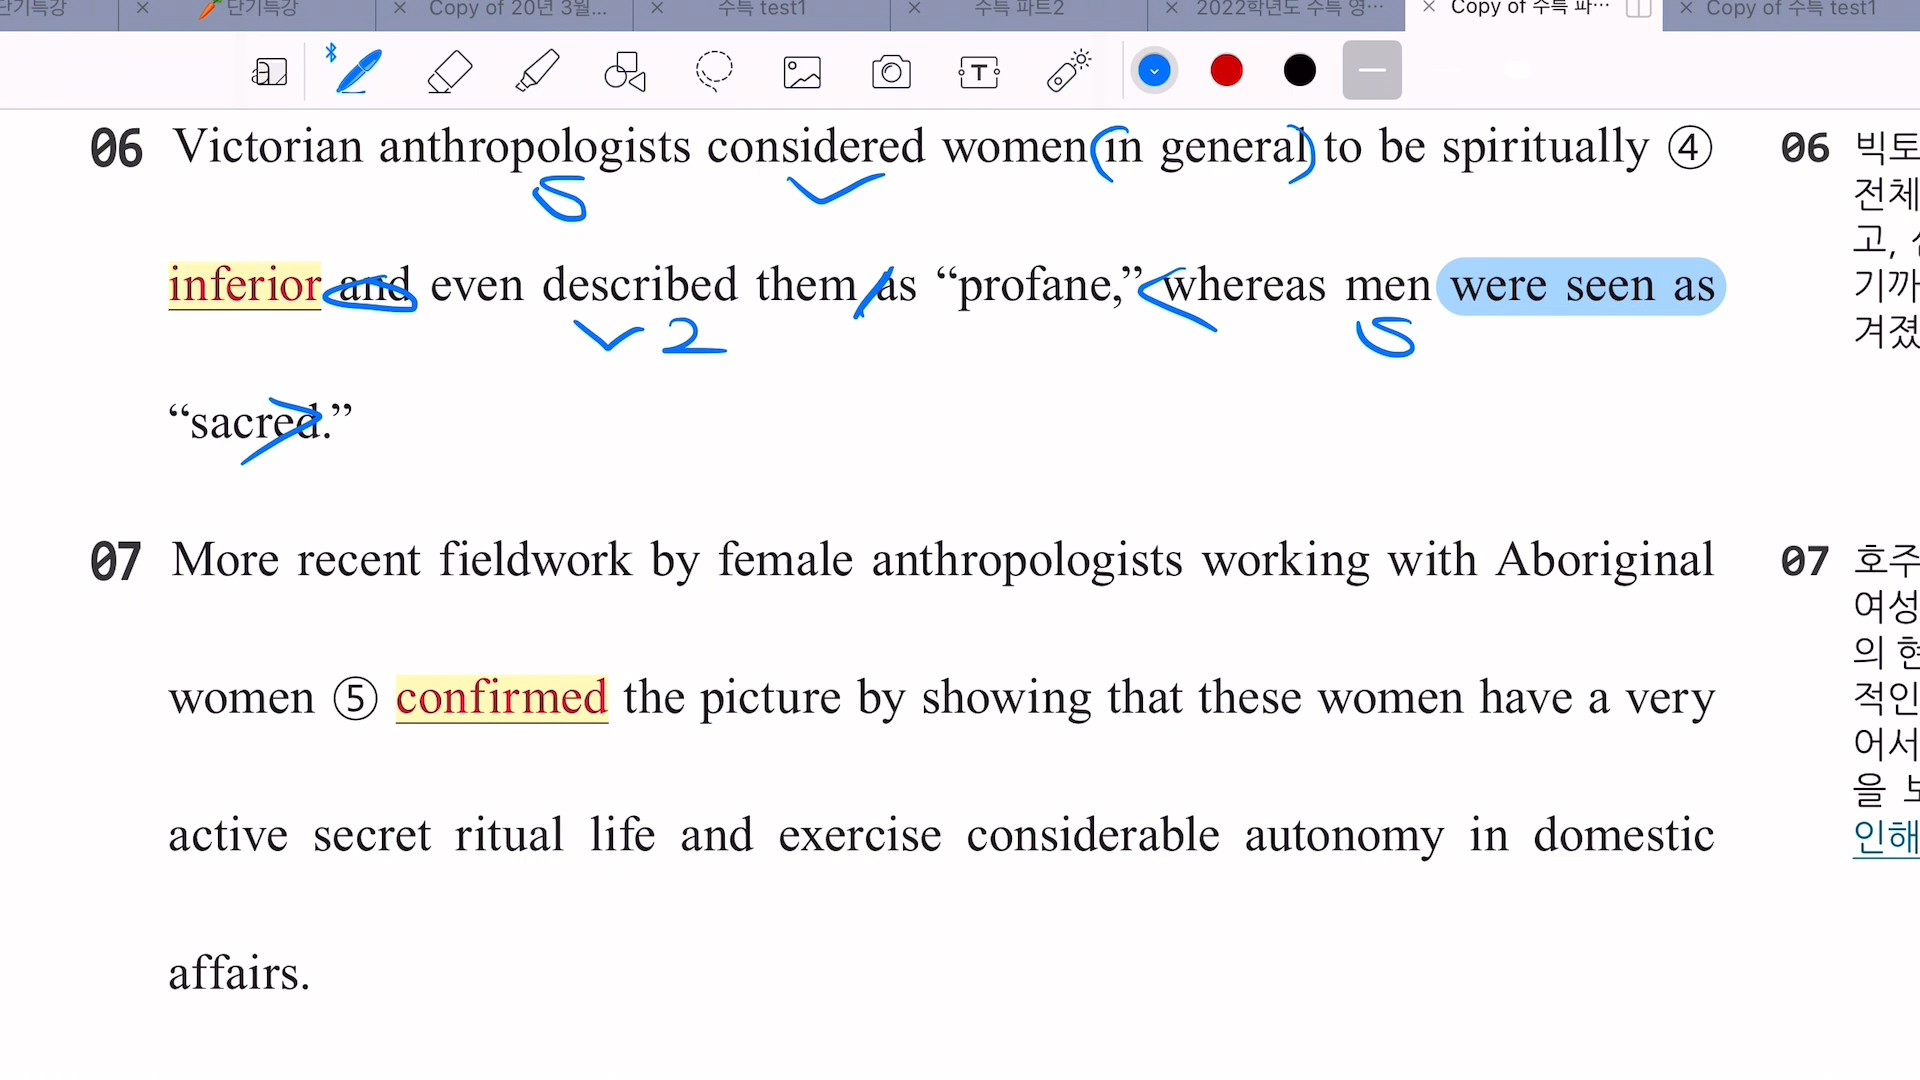 단기특강
단기특강
Copy of 20년 3월...
수특 test1
수특 파트2
2022학년도 수특 영...
Copy of 수특 파...
Copy of 수특 test1
06 Victorian anthropologists considered women (in general) to be spiritually ④
inferior and even described them as “profane,” whereas men were seen as
“sacred.”
S
S
2
07 More recent fieldwork by female anthropologists working with Aboriginal
women ⑤ confirmed the picture by showing that these women have a very
active secret ritual life and exercise considerable autonomy in domestic
affairs.
06 빅토
전체
고,
기까
겨졌
07 호주
여성
의 현
적인
어서
을
인해